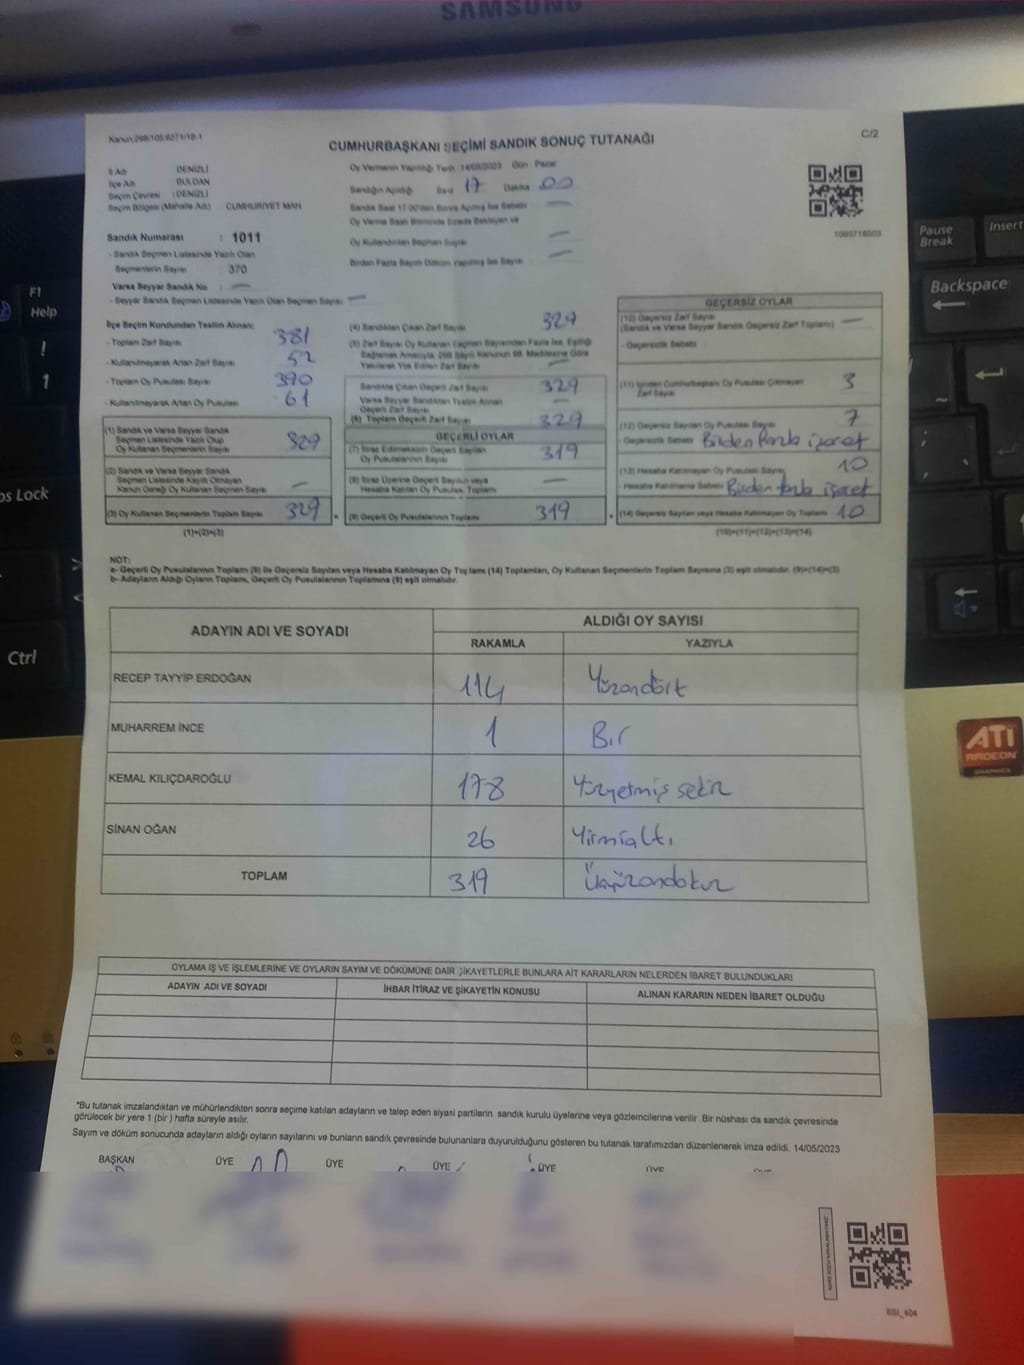 SAMSUNG
Kanun:298/105,6271/18-1
C/2
CUMHURBAŞKANI SEÇİMİ SANDIK SONUÇ TUTANAĞI
İl Adı DENİZLİ
İlçe Adı BULDAN
Seçim Çevresi : DENİZLİ
Seçim Bölgesi (Mahalle Adı) CUMHURİYET MAH.
Sandık Numarası : 1011
- Sandık Seçmen Listesinde Yazılı Olan
Seçmenlerin Sayısı : 370
Varsa Seyyar Sandık No : —
- Seyyar Sandık Seçmen Listesinde Yazılı Olan Seçmen Sayısı —
Oy Vermenin Yapıldığı Tarih :14/05/2023 Gün Pazar
Sandığın Açıldığı Saat 17 Dakika 00
Sandık Saat 17:00'den Sonra Açılmış İse Sebebi —
Oy Verme Saati Bitiminde Sırada Bekleyen ve
Oy Kullandırılan Seçmen Sayısı —
Birden Fazla Sayım Döküm yapılmış İse Sayısı —
İlçe Seçim Kurulundan Teslim Alınan:
- Toplam Zarf Sayısı 381
- Kullanılmayarak Artan Zarf Sayısı 52
- Toplam Oy Pusulası Sayısı 390
- Kullanılmayarak Artan Oy Pusulası 61
(1) Sandık ve Varsa Seyyar Sandık
Seçmen Listesinde Yazılı Olup
Oy Kullanan Seçmen Sayısı 329
(2) Sandık ve Varsa Seyyar Sandık
Seçmen Listesinde Kayıtlı Olmayan
Kanun Gereği Oy Kullanan Seçmen Sayısı —
(3) Oy Kullanan Seçmenlerin Toplam Sayısı 329
(1)+(2)=(3)
(4) Sandıktan Çıkan Zarf Sayısı 329
(5) Zarf Sayısı Oy Kullanan Seçmen Sayısından Fazla İse, Eşitliği
Sağlamak Amacıyla, 298 Sayılı Kanunun 98. Maddesine Göre
Yakılarak Yok Edilen Zarf Sayısı —
Sandıkta Çıkan Geçerli Zarf Sayısı 329
Varsa Seyyar Sandıktan Teslim Alınan
Geçerli Zarf Sayısı —
(6) Toplam Geçerli Zarf Sayısı 329
GEÇERLİ OYLAR
(7) İtiraz Edilmeksizin Geçerli Sayılan
Oy Pusulalarının Sayısı 319
(8) İtiraz Üzerine Geçerli Sayılan veya
Hesaba Katılan Oy Pusulası Toplamı —
(9) Geçerli Oy Pusulalarının Toplamı 319
GEÇERSİZ OYLAR
(10) Geçersiz Zarf Sayısı
(Sandık ve Varsa Seyyar Sandık Geçersiz Zarf Toplamı) —
- Geçersizlik Sebebi
(11) İçinden Cumhurbaşkanı Oy Pusulası Çıkmayan
Zarf Sayısı 3
(12) Geçersiz Sayılan Oy Pusulası Sayısı 7
- Geçersizlik Sebebi Birden fazla işaret
(13) Hesaba Katılmayan Oy Pusulası Sayısı 10
- Hesaba Katılmama Sebebi Birden fazla işaret
(14) Geçersiz Sayılan veya Hesaba Katılmayan Oy Toplamı 10
(10)+(11)+(12)+(13)=(14)
NOT:
a- Geçerli Oy Pusulalarının Toplamı (9) ile Geçersiz Sayılan veya Hesaba Katılmayan Oy Toplamı (14) Toplamları, Oy Kullanan Seçmenlerin Toplam Sayısına (3) eşit olmalıdır. (9)+(14)=(3)
b- Adayların Aldığı Oyların Toplamı, Geçerli Oy Pusulalarının Toplamına (9) eşit olmalıdır.
ADAYIN ADI VE SOYADI ALDIĞI OY SAYISI
RAKAMLA YAZIYLA
RECEP TAYYİP ERDOĞAN 114 Yüzondört
MUHARREM İNCE 1 Bir
KEMAL KILIÇDAROĞLU 178 Yüzyetmiş sekiz
SİNAN OĞAN 26 Yirmialtı
TOPLAM 319 Üçyüzondokuz
OYLAMA İŞ VE İŞLEMLERİNE VE OYLARIN SAYIM VE DÖKÜMÜNE DAİR ŞİKAYETLERLE BUNLARA AİT KARARLARIN NELERDEN İBARET BULUNDUKLARI
ADAYIN ADI VE SOYADI İHBAR İTİRAZ VE ŞİKAYETİN KONUSU ALINAN KARARIN NEDEN İBARET OLDUĞU
*Bu tutanak imzalandıktan ve mühürlendikten sonra seçime katılan adayların ve talep eden siyasi partilerin sandık kurulu üyelerine veya gözlemcilerine verilir .Bir nüshası da sandık çevresinde
görülecek bir yere 1 (bir ) hafta süreyle asılır.
Sayım ve döküm sonucunda adayların aldığı oyların sayılarını ve bunların sandık çevresinde bulunanlara duyurulduğunu gösteren bu tutanak tarafımızdan düzenlenerek imza edildi. 14/05/2023
BAŞKAN ÜYE ÜYE ÜYE ÜYE ÜYE
F1
Help
!
1
Lock
Ctrl
Pause
Break
Insert
Backspace
ATI
RADEON
GRAPHICS